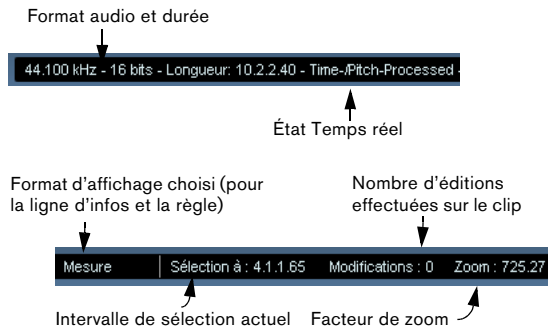 Format audio et durée
44.100 kHz - 16 bits - Longueur: 10.2.2.40 - Time-/Pitch-Processed -
État Temps réel
Format d'affichage choisi (pour
la ligne d'infos et la règle)
Nombre d'éditions
effectuées sur le clip
Mesure Sélection à : 4.1.1.65 Modifications : 0 Zoom : 725.27
Intervalle de sélection actuel Facteur de zoom